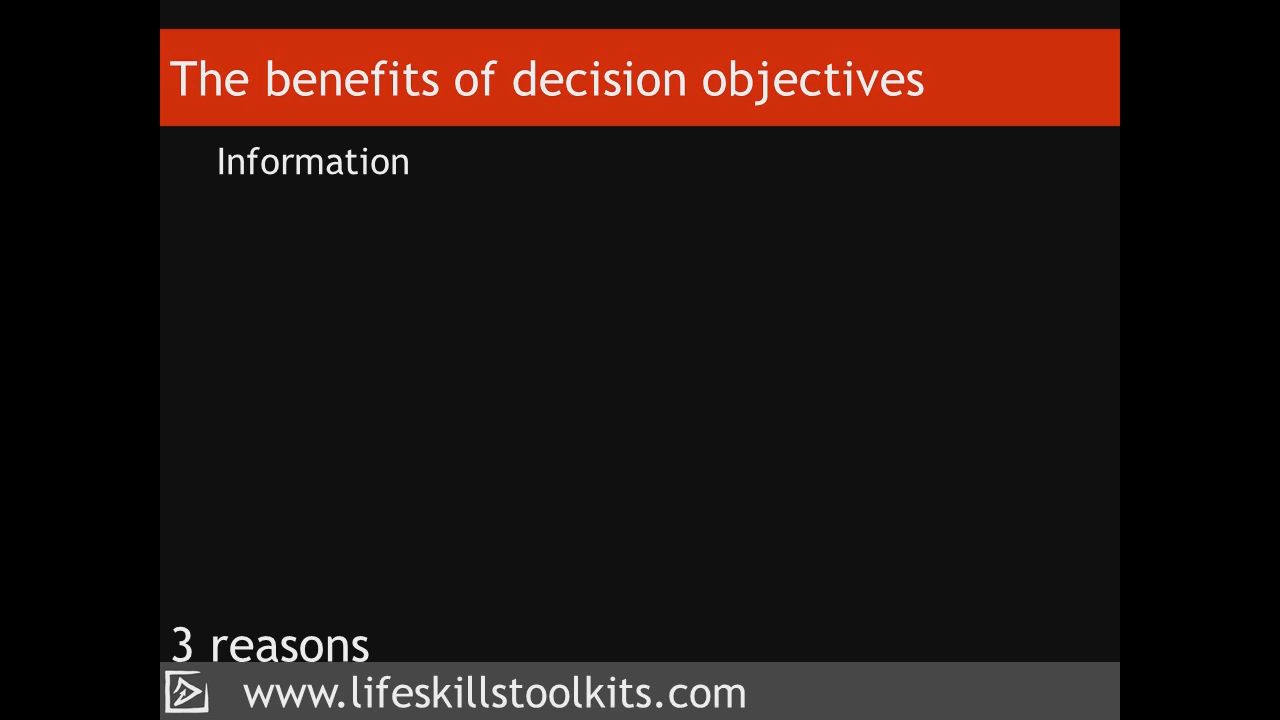 The benefits of decision objectives
Information
3 reasons
www.lifeskillstoolkits.com